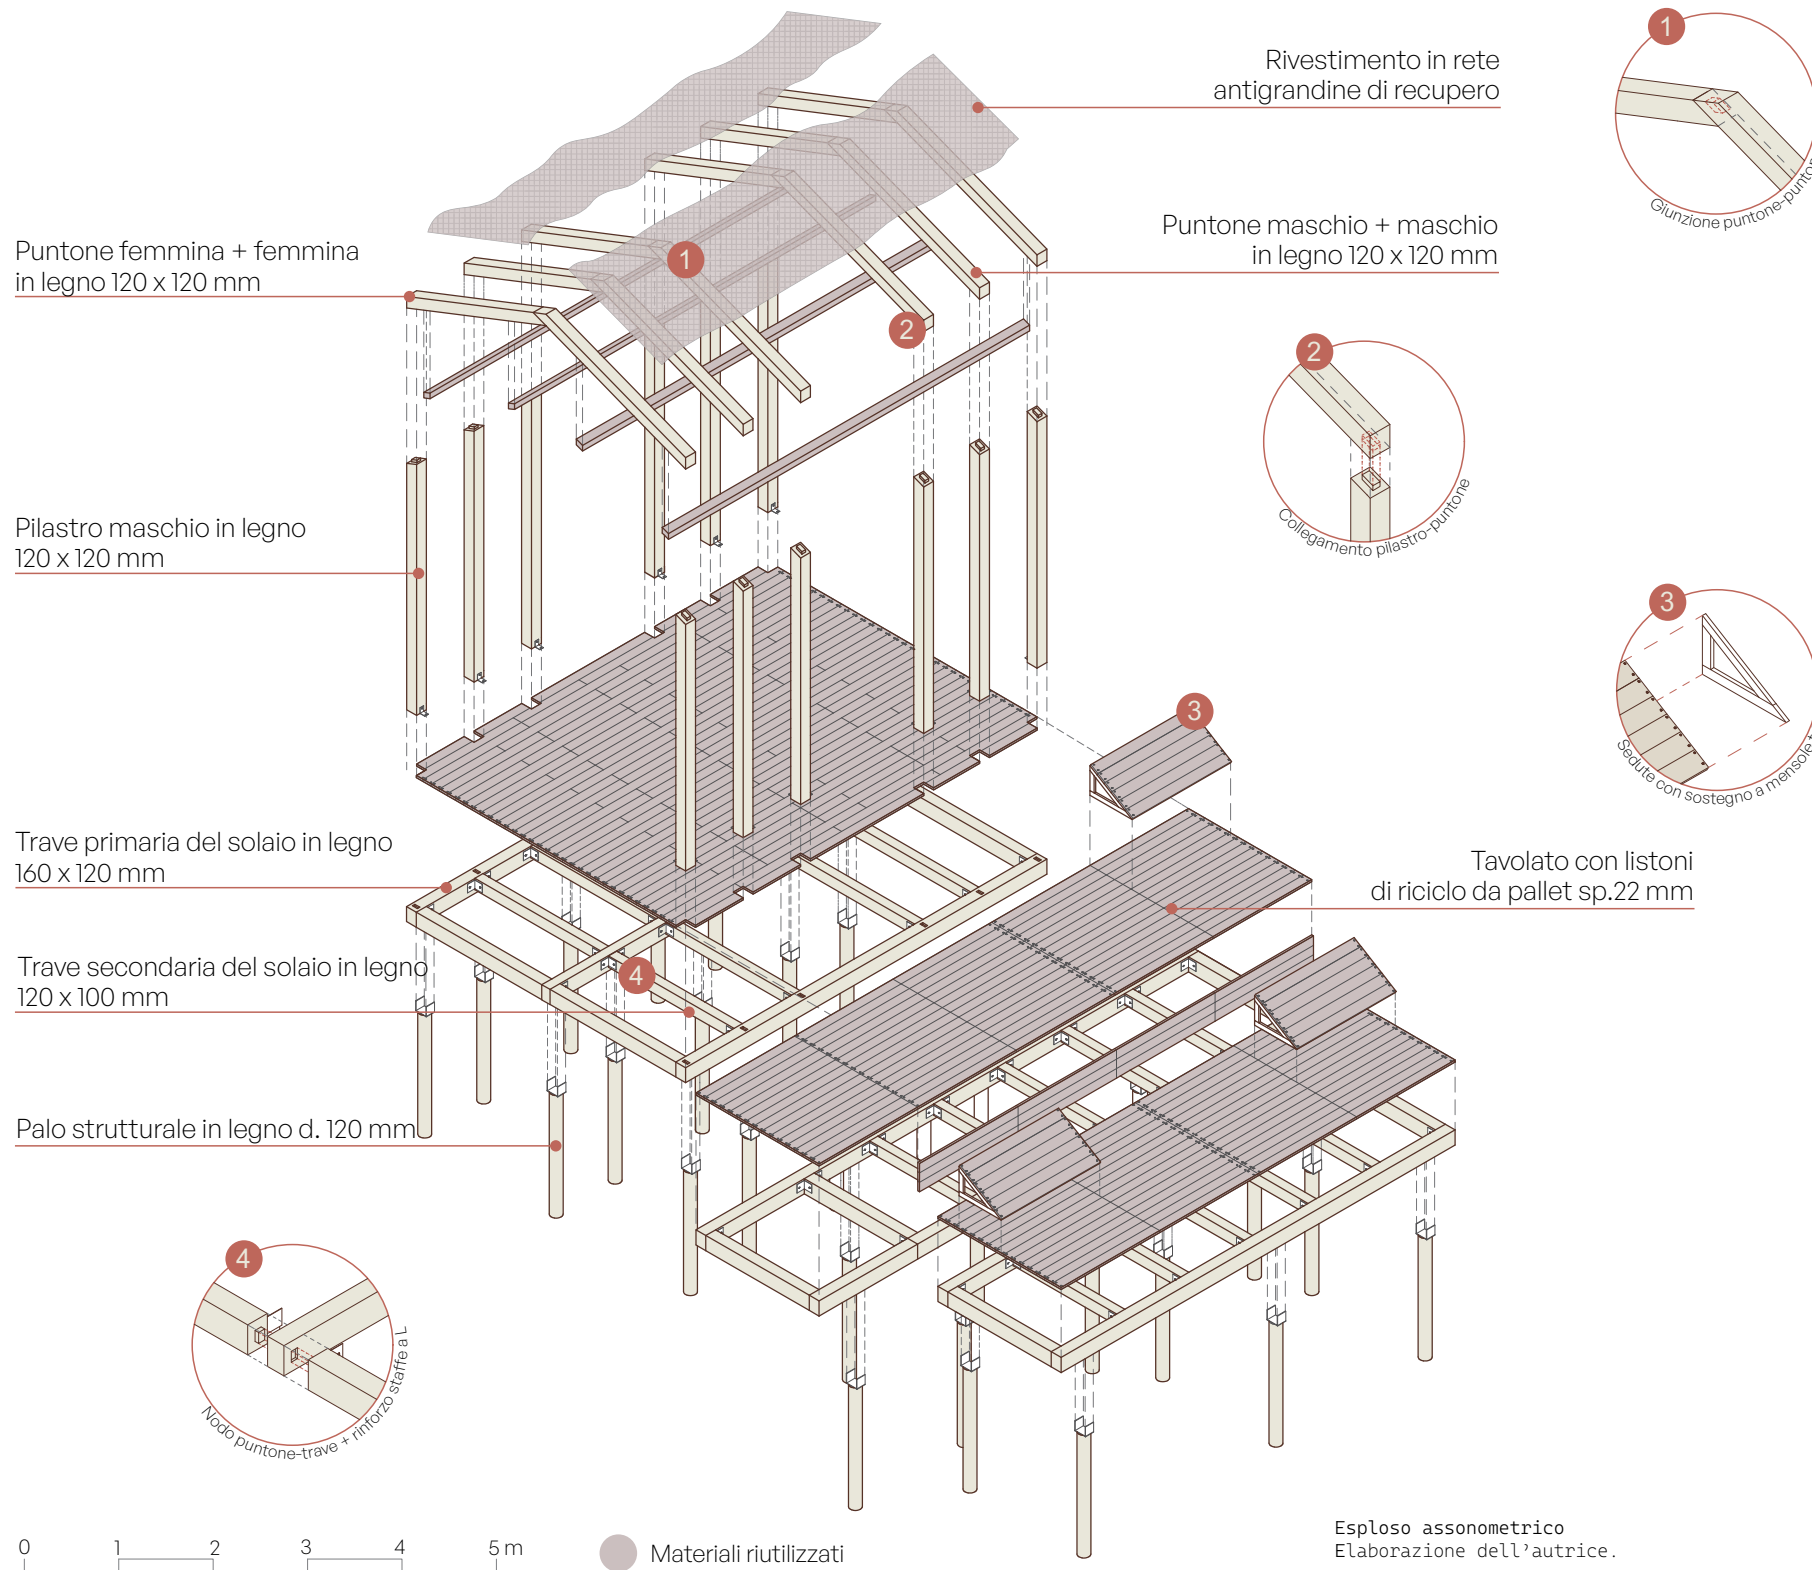 Rivestimento in rete
antigrandine di recupero
1
Giunzione puntone-
Puntone femmina + femmina
in legno 120 x 120 mm
1
Puntone maschio + maschio
in legno 120 x 120 mm
2
2
Collegamento pilastro-puntone
Pilastro maschio in legno
120 x 120 mm
3
3
Sedute con sostegno a mensole +
Trave primaria del solaio in legno
160 x 120 mm
Tavolato con listoni
di riciclo da pallet sp.22 mm
Trave secondaria del solaio in legno
120 x 100 mm
4
Palo strutturale in legno d. 120 mm
4
Nodo puntone-trave + rinforzo staffe a L
0 1 2 3 4 5 m
Materiali riutilizzati
Esploso assonometrico
Elaborazione dell'autrice.